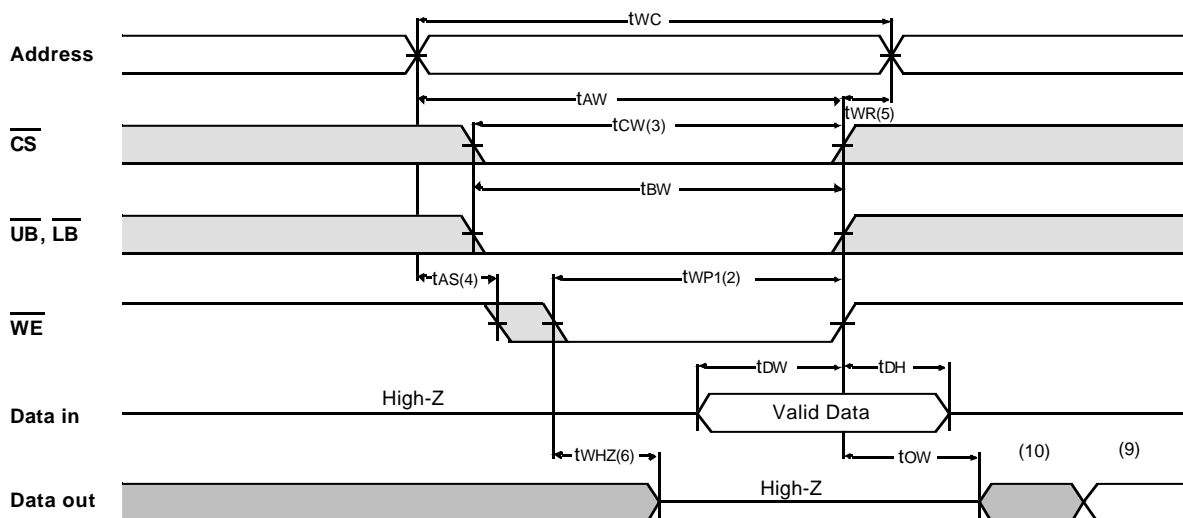 tWC
Address
tAW
tWR(5)
tCW(3)
CS
tBW
UB, LB
tAS(4)
tWP1(2)
WE
tDW
tDH
High-Z
Data in
Valid Data
tWHZ(6)
tOW
(10)
(9)
High-Z
Data out